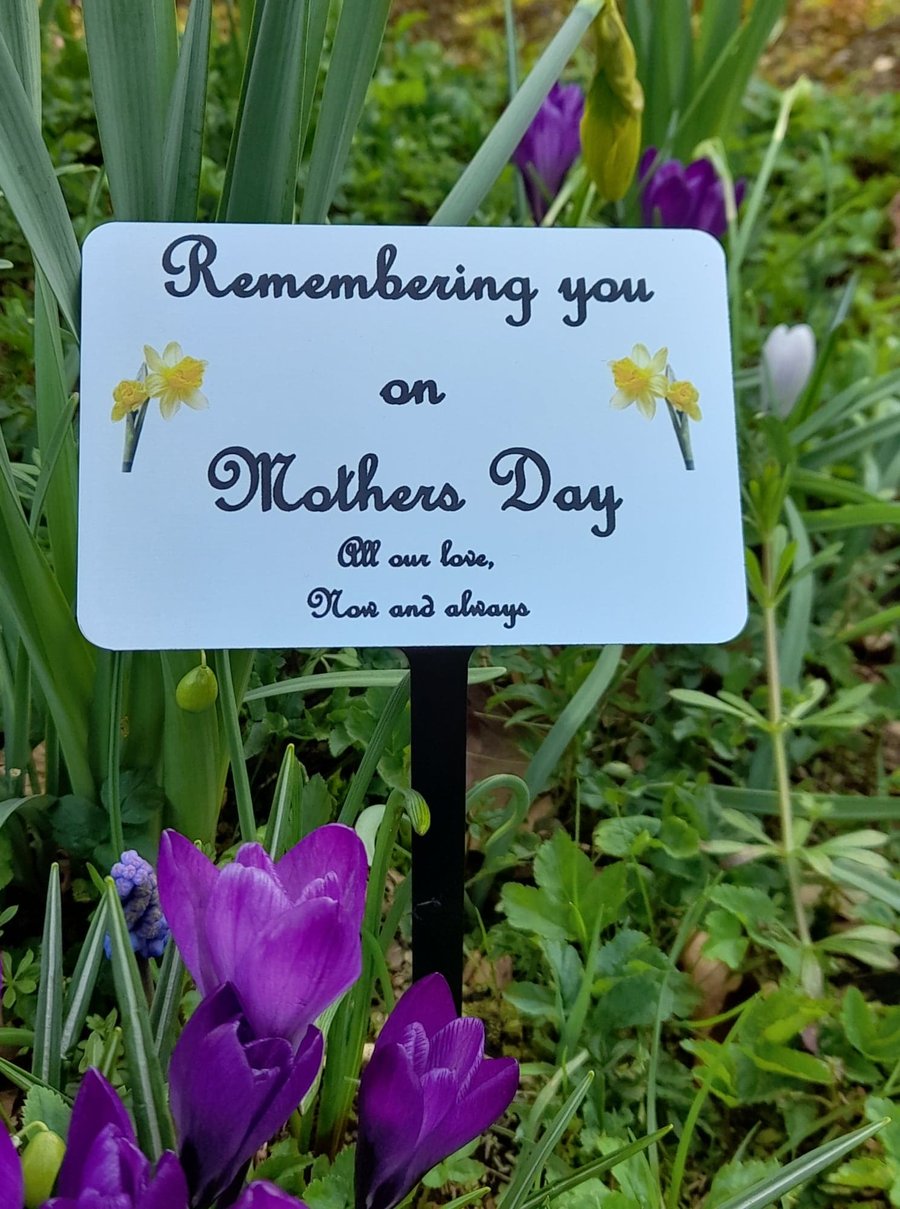 Remembering you
on
Mothers Day
All our love,
Now and always